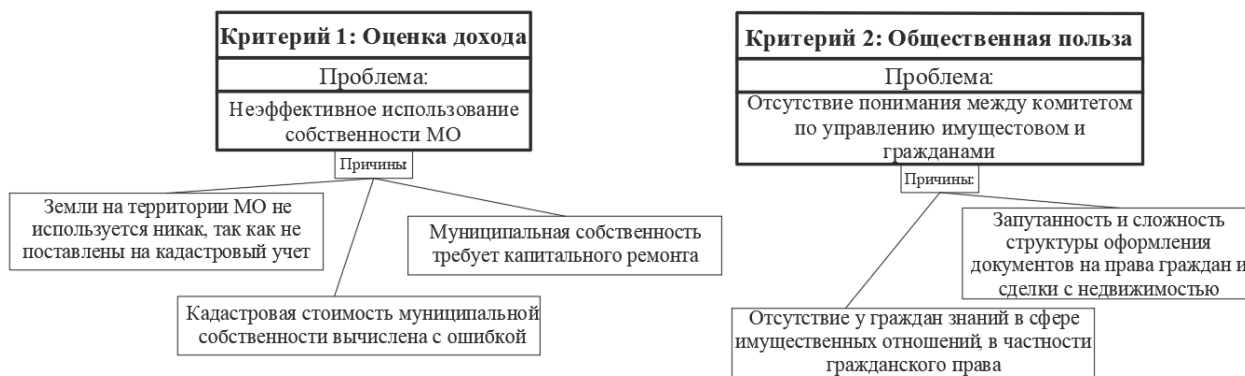 Критерий 1: Оценка дохода
Проблема:
Неэффективное использование
собственности МО
Причины
Земли на территории МО не
используется никак, так как не
поставлены на кадастровый учет
Муниципальная собственность
требует капитального ремонта
Кадастровая стоимость муниципальной
собственности вычислена с ошибкой
Критерий 2: Общественная польза
Проблема:
Отсутствие понимания между комитетом
по управлению имущестовом и
гражданами
Причины:
Запутанность и сложность
структуры оформления
документов на права граждан и
сделки с недвижимостью
Отсутствие у граждан знаний в сфере
имущественных отношений, в частности
гражданского права